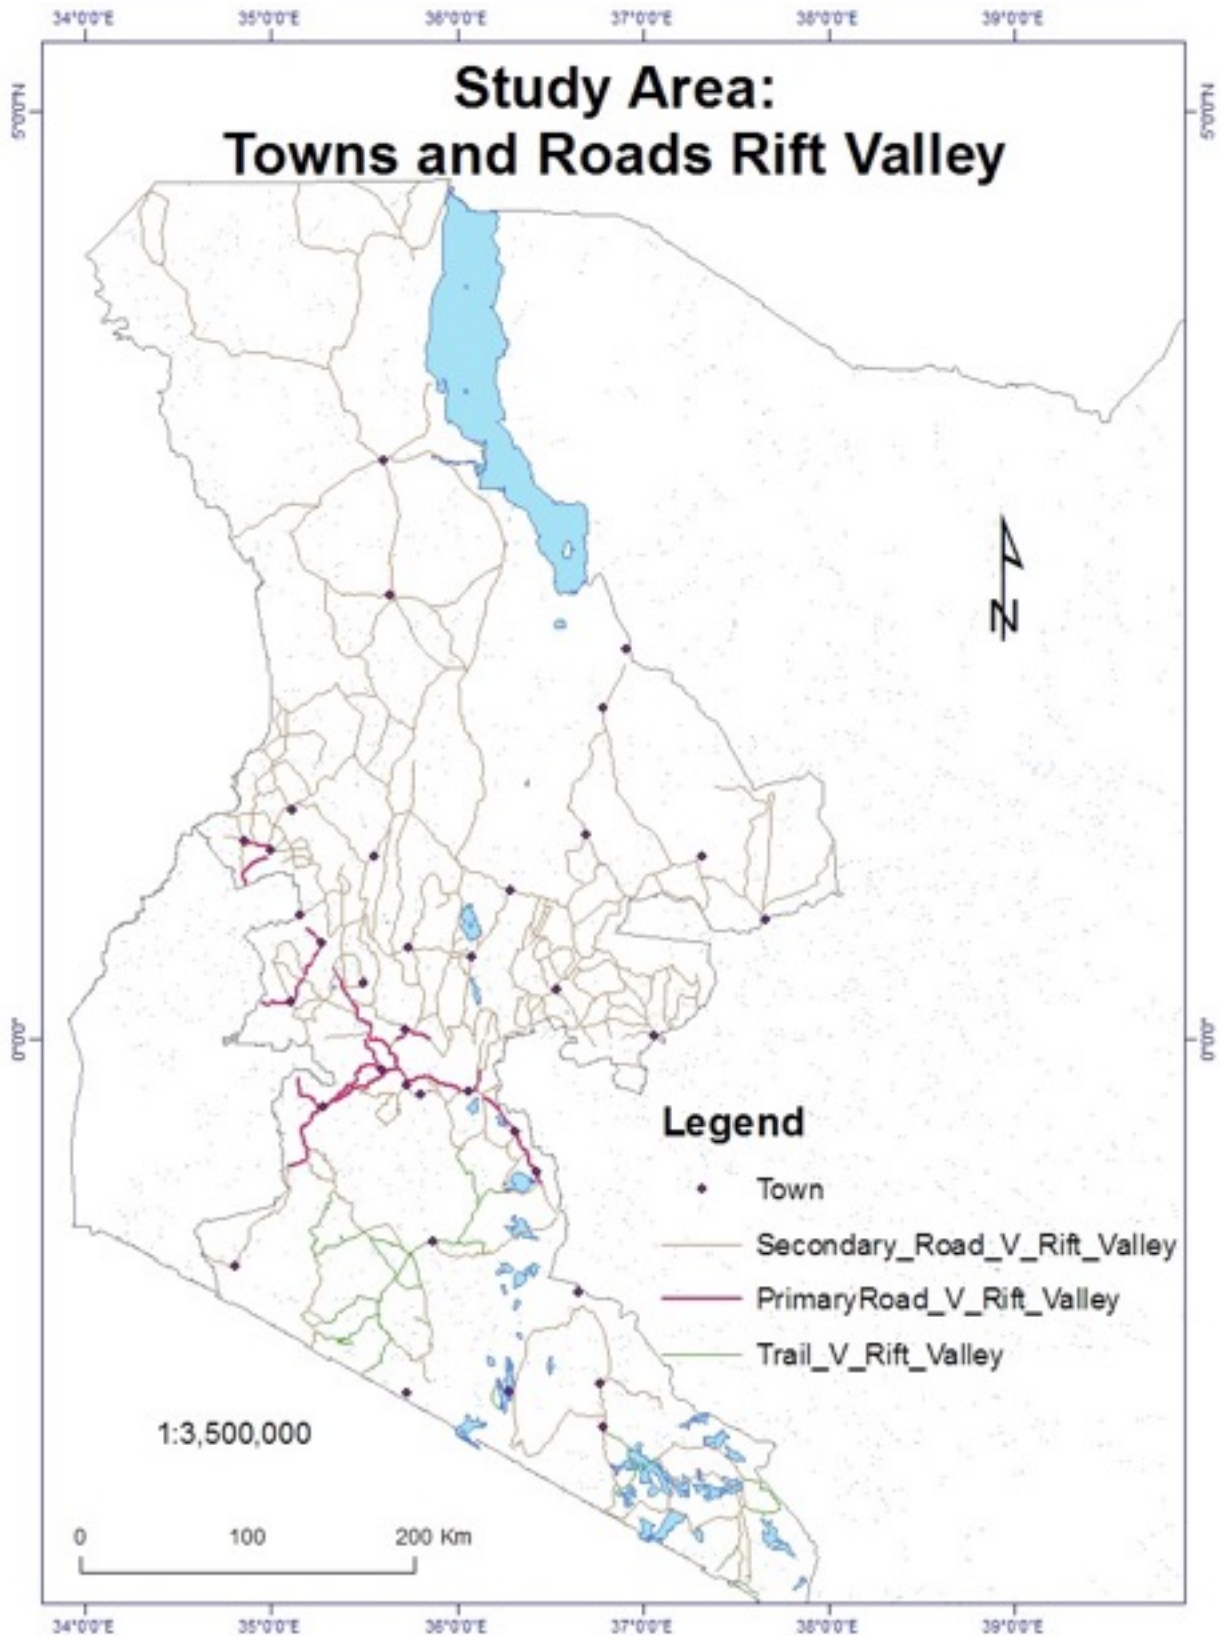 34°0'0"E 35°0'0"E 36°0'0"E 37°0'0"E 38°0'0"E 39°0'0"E
5°0'0"N 5°0'0"N
Study Area:
Towns and Roads Rift Valley
N
0°0'0" 0°0'0"
Legend
Town
Secondary_Road_V_Rift_Valley
PrimaryRoad_V_Rift_Valley
Trail_V_Rift_Valley
1:3,500,000
0 100 200 Km
34°0'0"E 35°0'0"E 36°0'0"E 37°0'0"E 38°0'0"E 39°0'0"E